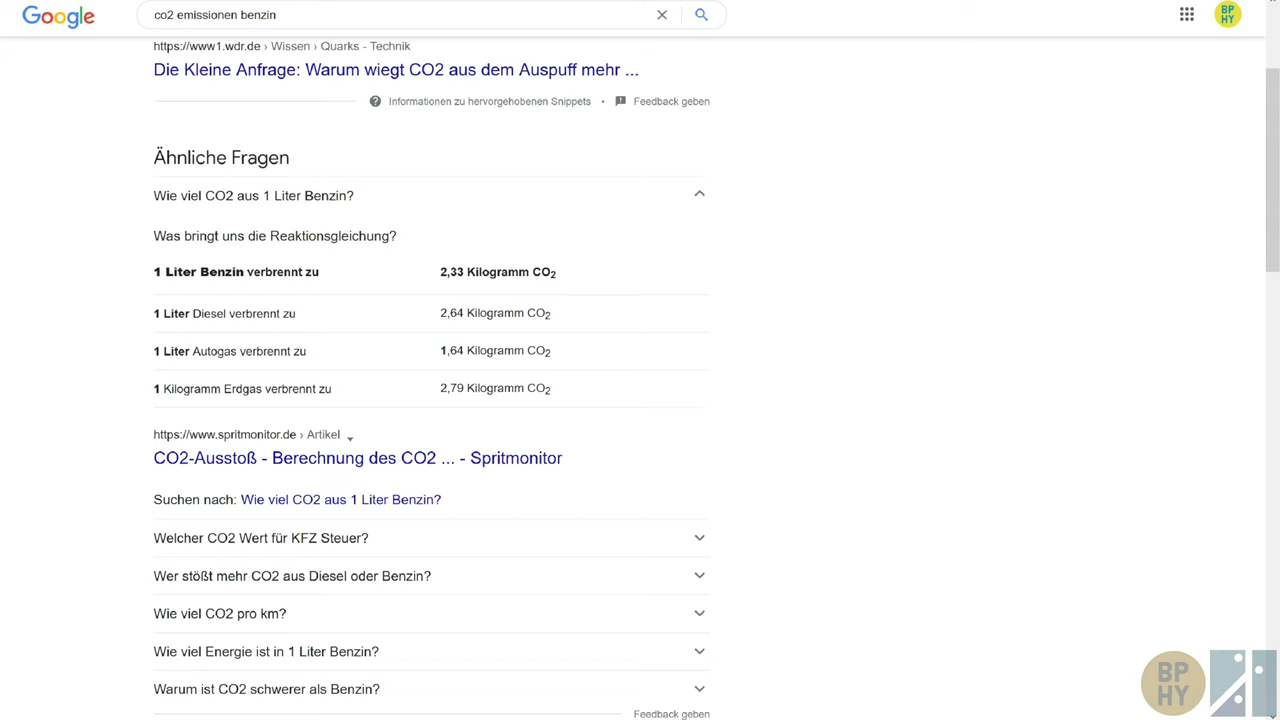 Google
co2 emissionen benzin
BP
HY
https://www1.wdr.de › Wissen › Quarks - Technik
Die Kleine Anfrage: Warum wiegt CO2 aus dem Auspuff mehr ...
Informationen zu hervorgehobenen Snippets • Feedback geben
Ähnliche Fragen
Wie viel CO2 aus 1 Liter Benzin?
Was bringt uns die Reaktionsgleichung?
1 Liter Benzin verbrennt zu 2,33 Kilogramm CO2
1 Liter Diesel verbrennt zu 2,64 Kilogramm CO2
1 Liter Autogas verbrennt zu 1,64 Kilogramm CO2
1 Kilogramm Erdgas verbrennt zu 2,79 Kilogramm CO2
https://www.spritmonitor.de › Artikel
CO2-Ausstoß - Berechnung des CO2 ... - Spritmonitor
Suchen nach: Wie viel CO2 aus 1 Liter Benzin?
Welcher CO2 Wert für KFZ Steuer?
Wer stößt mehr CO2 aus Diesel oder Benzin?
Wie viel CO2 pro km?
Wie viel Energie ist in 1 Liter Benzin?
Warum ist CO2 schwerer als Benzin?
Feedback geben
BP
HY